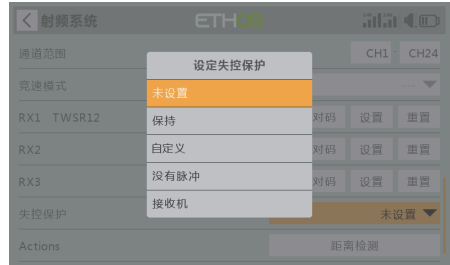 射频系统 ETHOS
通道范围 CH1 - CH24
设定失控保护
竞速模式 ---
未设置
RX1 TWSR12 对码 设置 重置
保持
RX2 对码 设置 重置
自定义
RX3 对码 设置 重置
没有脉冲
失控保护 未设置
接收机
Actions 距离检测